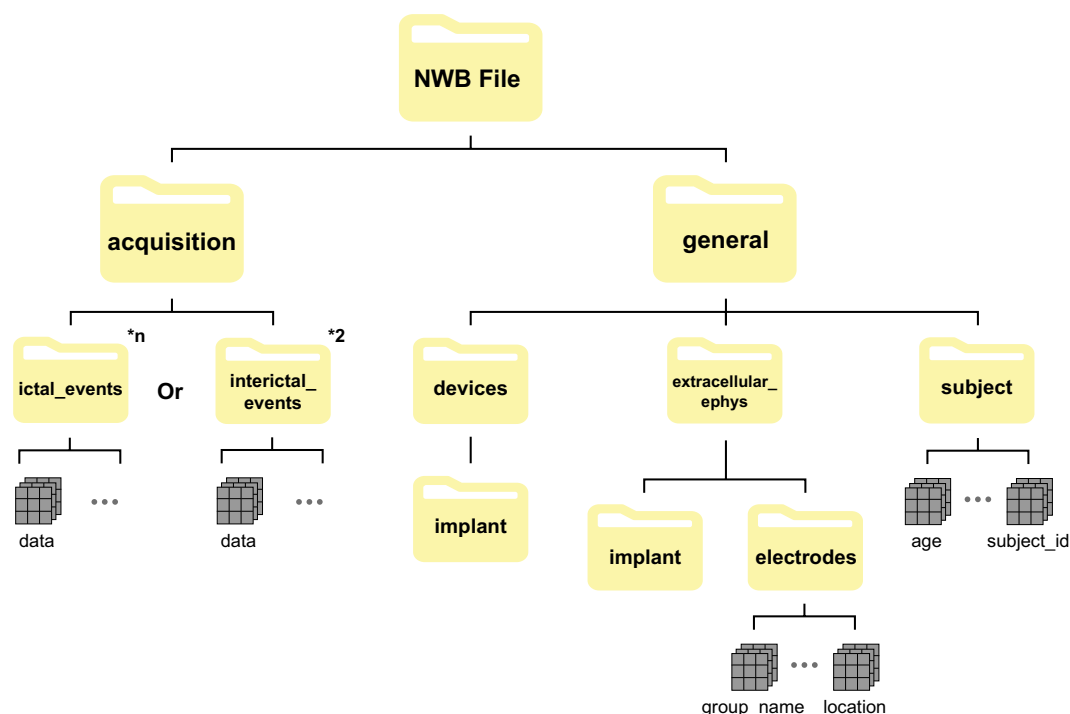 NWB File
acquisition
general
*n
*2
ictal_events
Or
interictal_
events
devices
extracellular_
ephys
subject
data
data
implant
implant
electrodes
age
subject_id
group_name
location